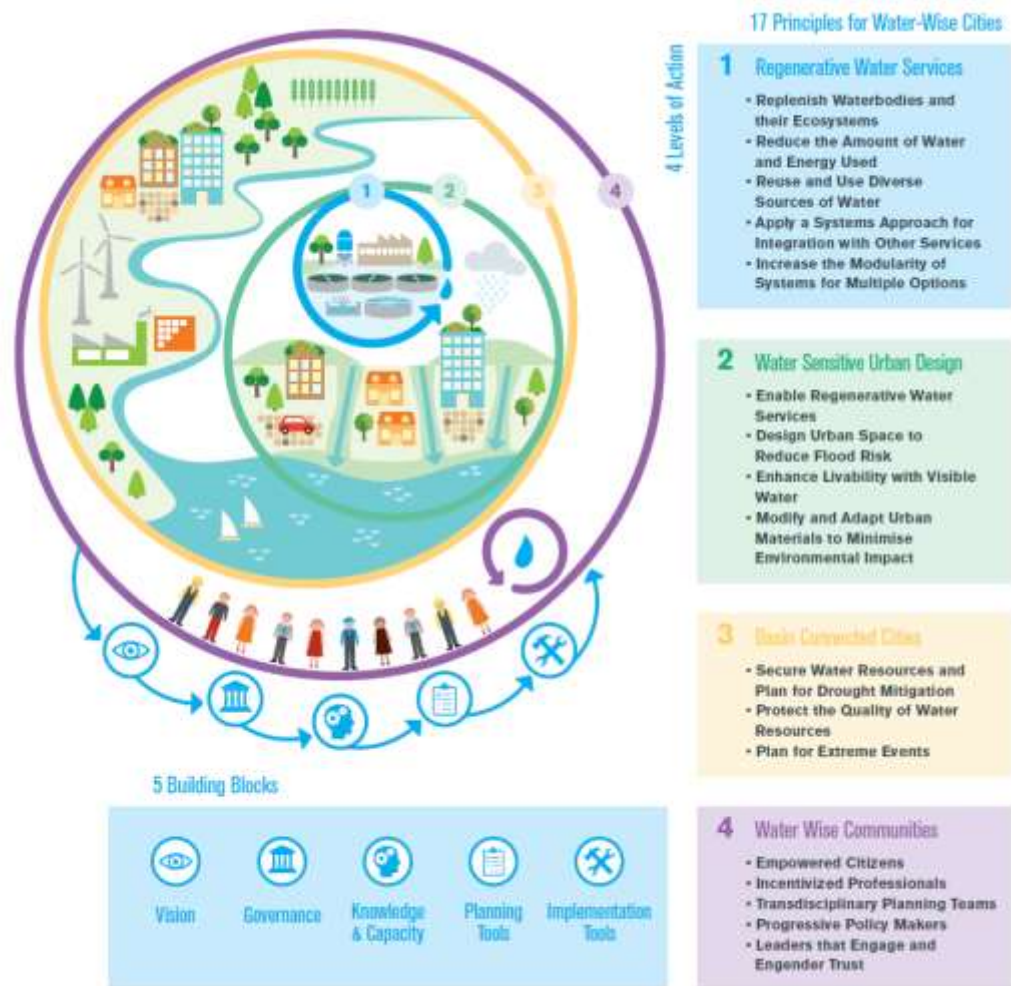 17 Principles for Water-Wise Cities
4 Levels of Action
1 Regenerative Water Services
• Replenish Waterbodies and
their Ecosystems
• Reduce the Amount of Water
and Energy Used
• Reuse and Use Diverse
Sources of Water
• Apply a Systems Approach for
Integration with Other Services
• Increase the Modularity of
Systems for Multiple Options
2 Water Sensitive Urban Design
• Enable Regenerative Water
Services
• Design Urban Space to
Reduce Flood Risk
• Enhance Livability with Visible
Water
• Modify and Adapt Urban
Materials to Minimise
Environmental Impact
3 Basin Connected Cities
• Secure Water Resources and
Plan for Drought Mitigation
• Protect the Quality of Water
Resources
• Plan for Extreme Events
4 Water Wise Communities
• Empowered Citizens
• Incentivized Professionals
• Transdisciplinary Planning Teams
• Progressive Policy Makers
• Leaders that Engage and
Engender Trust
1
2
3
4
5 Building Blocks
Vision
Governance
Knowledge
& Capacity
Planning
Tools
Implementation
Tools